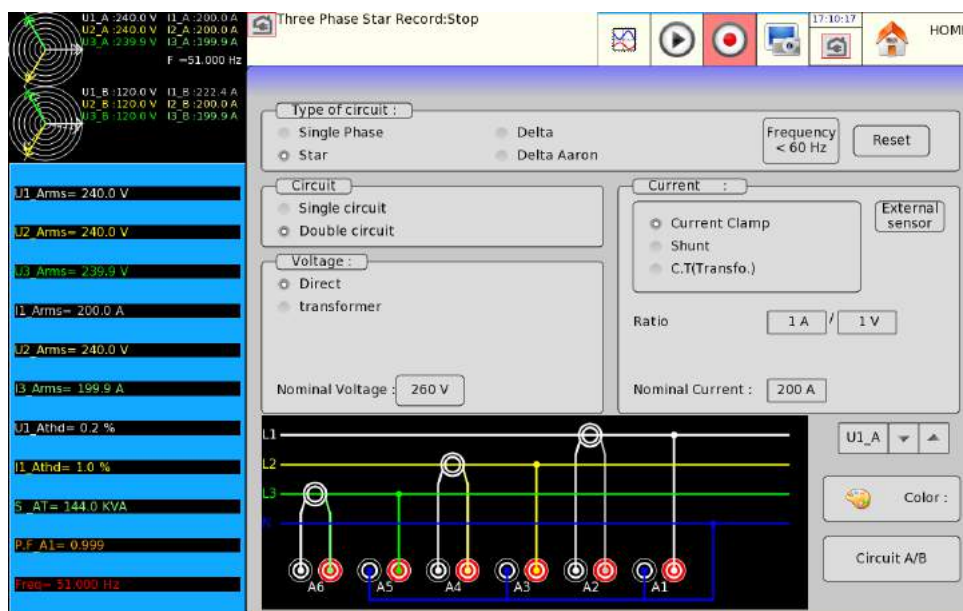 U1_A :240.0 V I1_A :200.0 A
U2_A :240.0 V I2_A :200.0 A
U3_A :239.9 V I3_A :199.9 A
F =51.000 Hz
U1_B :120.0 V I1_B :222.4 A
U2_B :120.0 V I2_B :200.0 A
U3_B :120.0 V I3_B :199.9 A
U1_Arms= 240.0 V
U2_Arms= 240.0 V
U3_Arms= 239.9 V
I1_Arms= 200.0 A
U2_Arms= 240.0 V
I3_Arms= 199.9 A
U1_Athd= 0.2 %
I1_Athd= 1.0 %
S_AT= 144.0 KVA
P.F_A1= 0.999
Freq= 51.000 Hz
Three Phase Star Record:Stop
17:10:17
HOME
Type of circuit :
Single Phase Delta
Star Delta Aaron
Frequency
< 60 Hz
Reset
Circuit
Single circuit
Double circuit
Voltage :
Direct
transformer
Nominal Voltage : 260 V
Current :
Current Clamp
Shunt
C.T(Transfo.)
External
sensor
Ratio 1 A / 1 V
Nominal Current : 200 A
L1
L2
L3
N
A6 A5 A4 A3 A2 A1
U1_A
Color :
Circuit A/B